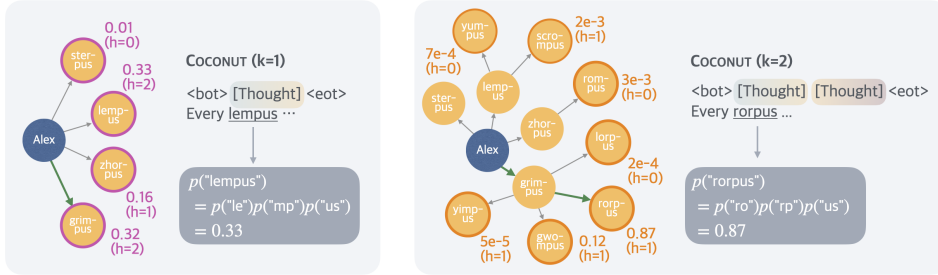 0.01
(h=0)
ster-
pus
0.33
(h=2)
lemp-
us
Alex
zhor-
pus
0.16
(h=1)
grim-
pus
0.32
(h=2)
COCONUT (k=1)
<bot> [Thought] <eot>
Every lempus ...
p("lempus")
= p("le")p("mp")p("us")
= 0.33
yum-
pus
scro-
mpus
2e-3
(h=1)
7e-4
(h=0)
ster-
pus
lemp-
us
rom-
pus
3e-3
(h=0)
zhor-
pus
Alex
lorp-
us
2e-4
(h=0)
grim-
pus
yimp-
us
rorp-
us
5e-5
(h=1)
gwo-
mpus
0.12
(h=1)
0.87
(h=1)
COCONUT (k=2)
<bot> [Thought] [Thought] <eot>
Every rorpus ...
p("rorpus")
= p("ro")p("rp")p("us")
= 0.87